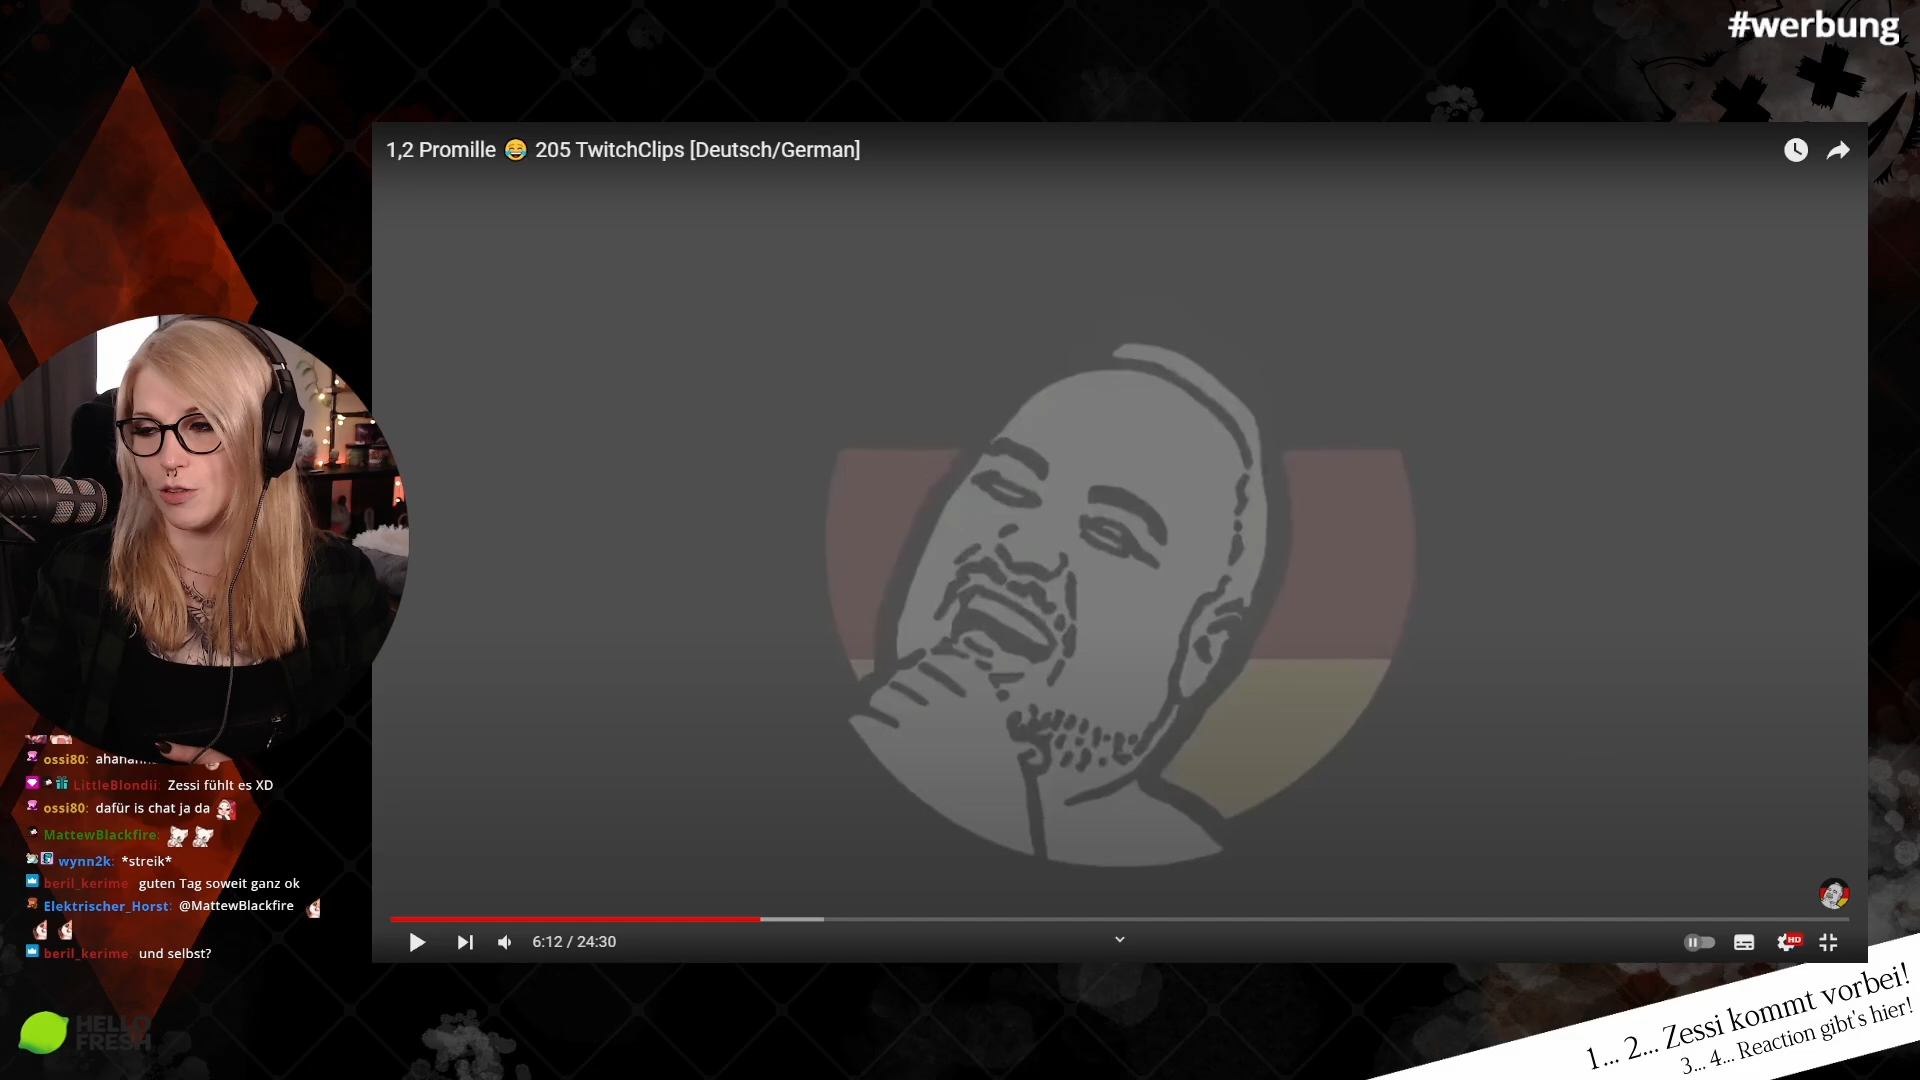 #werbung
1,2 Promille 😂 205 TwitchClips [Deutsch/German]
ossi80: ahahaha
LittleBlondii: Zessi fühlt es XD
ossi80: dafür is chat ja da
MattewBlackfire:
wynn2k: *streik*
beril_kerime: guten Tag soweit ganz ok
Elektrischer_Horst: @MattewBlackfire
beril_kerime: und selbst?
6:12 / 24:30
HD
HELLO
FRESH
1... 2... Zessi kommt vorbei!
3... 4... Reaction gibt's hier!